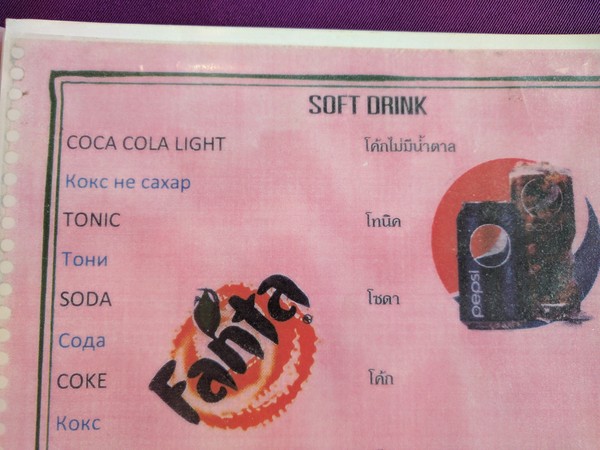 SOFT DRINK
COCA COLA LIGHT
โค้กไม่มีน้ำตาล
Кокс не сахар
TONIC
โทนิค
Тони
pepsi
SODA
โซดา
Fanta
Сода
COKE
โค้ก
Кокс